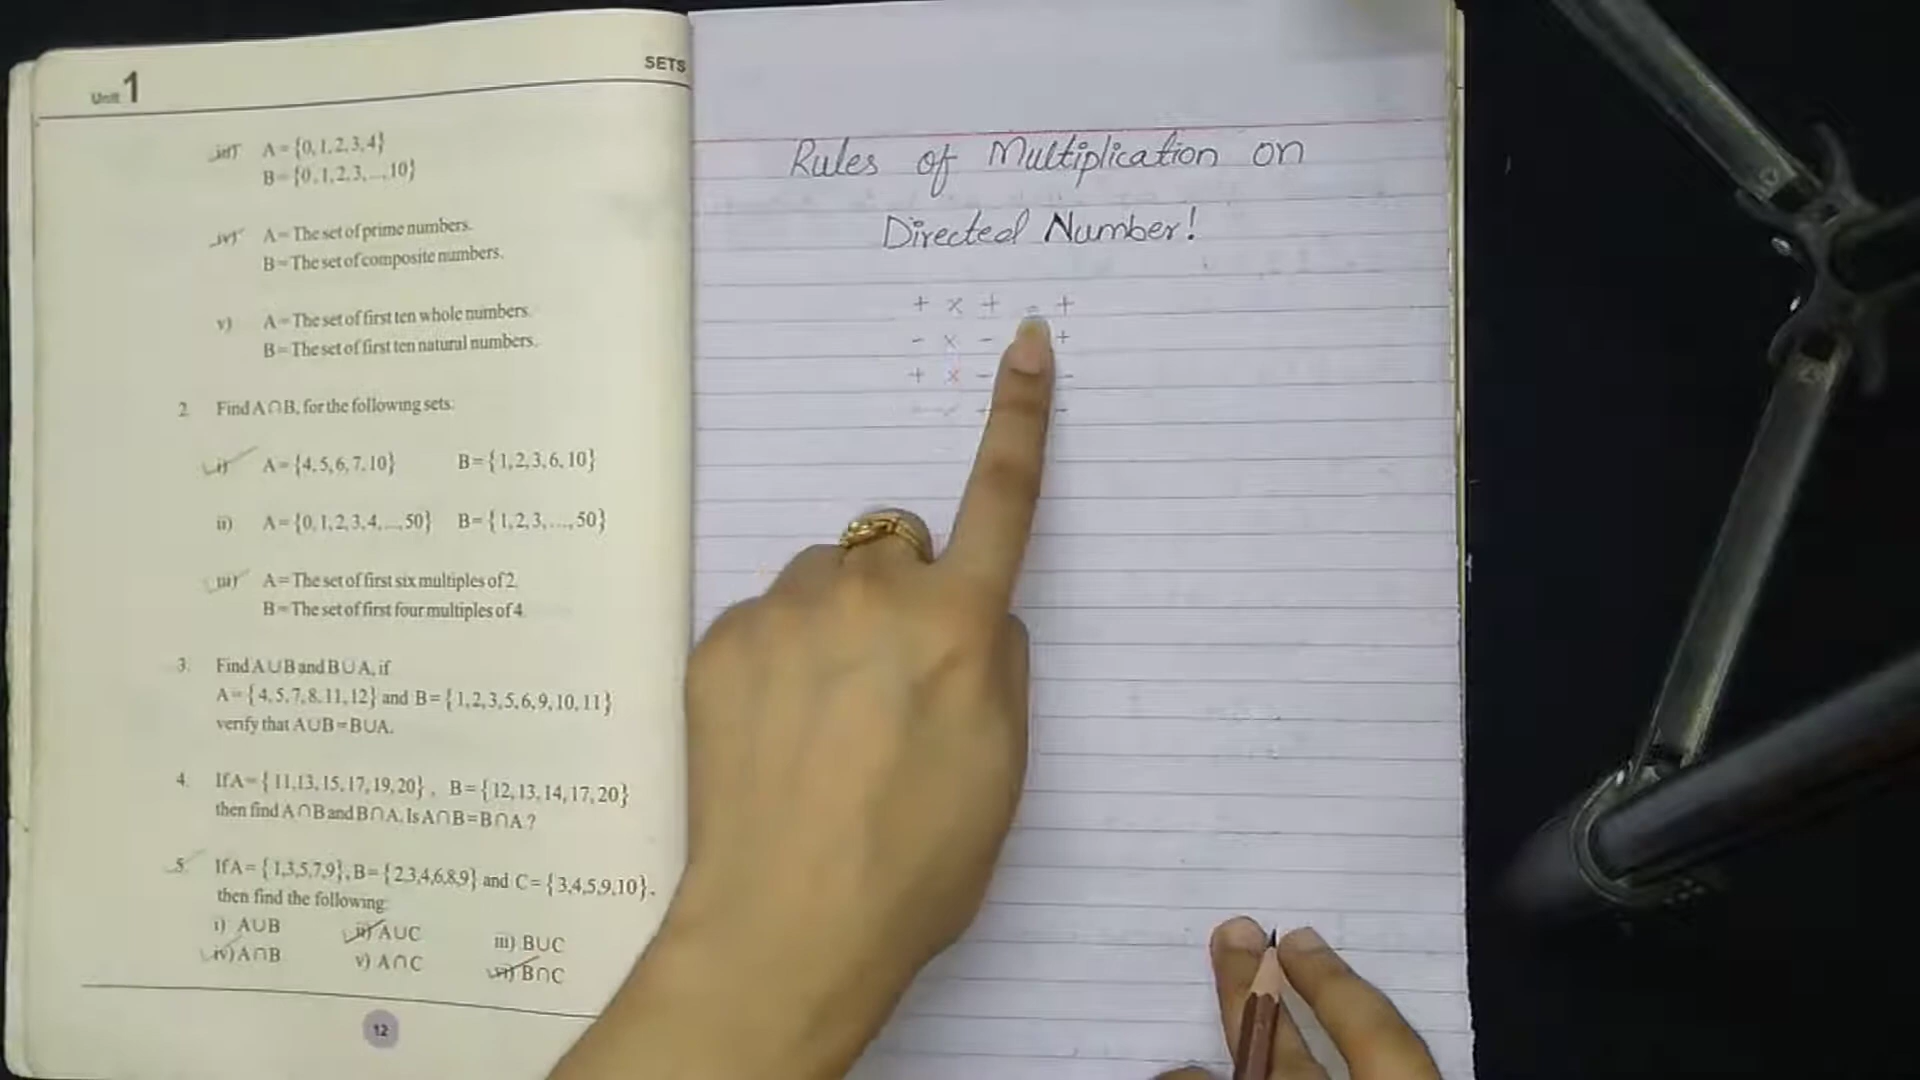 Unit 1
SETS
iii) A = {0, 1, 2, 3, 4}
B = {0, 1, 2, 3, ..., 10}
iv) A = The set of prime numbers.
B = The set of composite numbers.
v) A = The set of first ten whole numbers.
B = The set of first ten natural numbers.
2. Find A∩B, for the following sets.
i) A = {4, 5, 6, 7, 10} B = {1, 2, 3, 6, 10}
ii) A = {0, 1, 2, 3, 4, ..., 50} B = {1, 2, 3, ..., 50}
iii) A = The set of first six multiples of 2.
B = The set of first four multiples of 4.
3. Find A∪B and B∪A, if
A = {4, 5, 7, 8, 11, 12} and B = {1, 2, 3, 5, 6, 9, 10, 11}
verify that A∪B = B∪A.
4. If A = {11, 13, 15, 17, 19, 20}, B = {12, 13, 14, 17, 20}
then find A∩B and B∩A. Is A∩B = B∩A?
5. If A = {1,3,5,7,9}, B = {2,3,4,6,8,9} and C = {3,4,5,9,10},
then find the following:
i) A∪B ii) A∪C iii) B∪C
iv) A∩B v) A∩C vi) B∩C
12
Rules of Multiplication on
Directed Number!
+ × + = +
- × - +
+ × - -